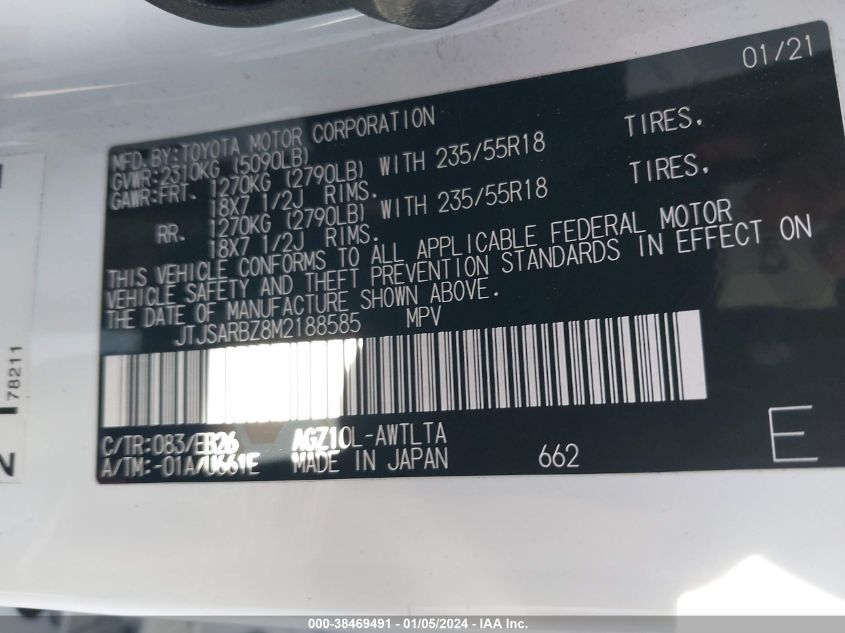 01/21
MFD.BY:TOYOTA MOTOR CORPORATION
GVWR:2310KG (5090LB)
GAWR:FRT. 1270KG (2790LB) WITH 235/55R18 TIRES.
18X7 1/2J RIMS.
RR. 1270KG (2790LB) WITH 235/55R18 TIRES,
18X7 1/2J RIMS.
THIS VEHICLE CONFORMS TO ALL APPLICABLE FEDERAL MOTOR
VEHICLE SAFETY AND THEFT PREVENTION STANDARDS IN EFFECT ON
THE DATE OF MANUFACTURE SHOWN ABOVE.
JTJSARBZ8M2188585 MPV
C/TR:083/EB26 AGZ10L-AWTLTA
A/TM:-01A/U661E MADE IN JAPAN 662
E
78211
2
000-38469491 - 01/05/2024 - IAA Inc.